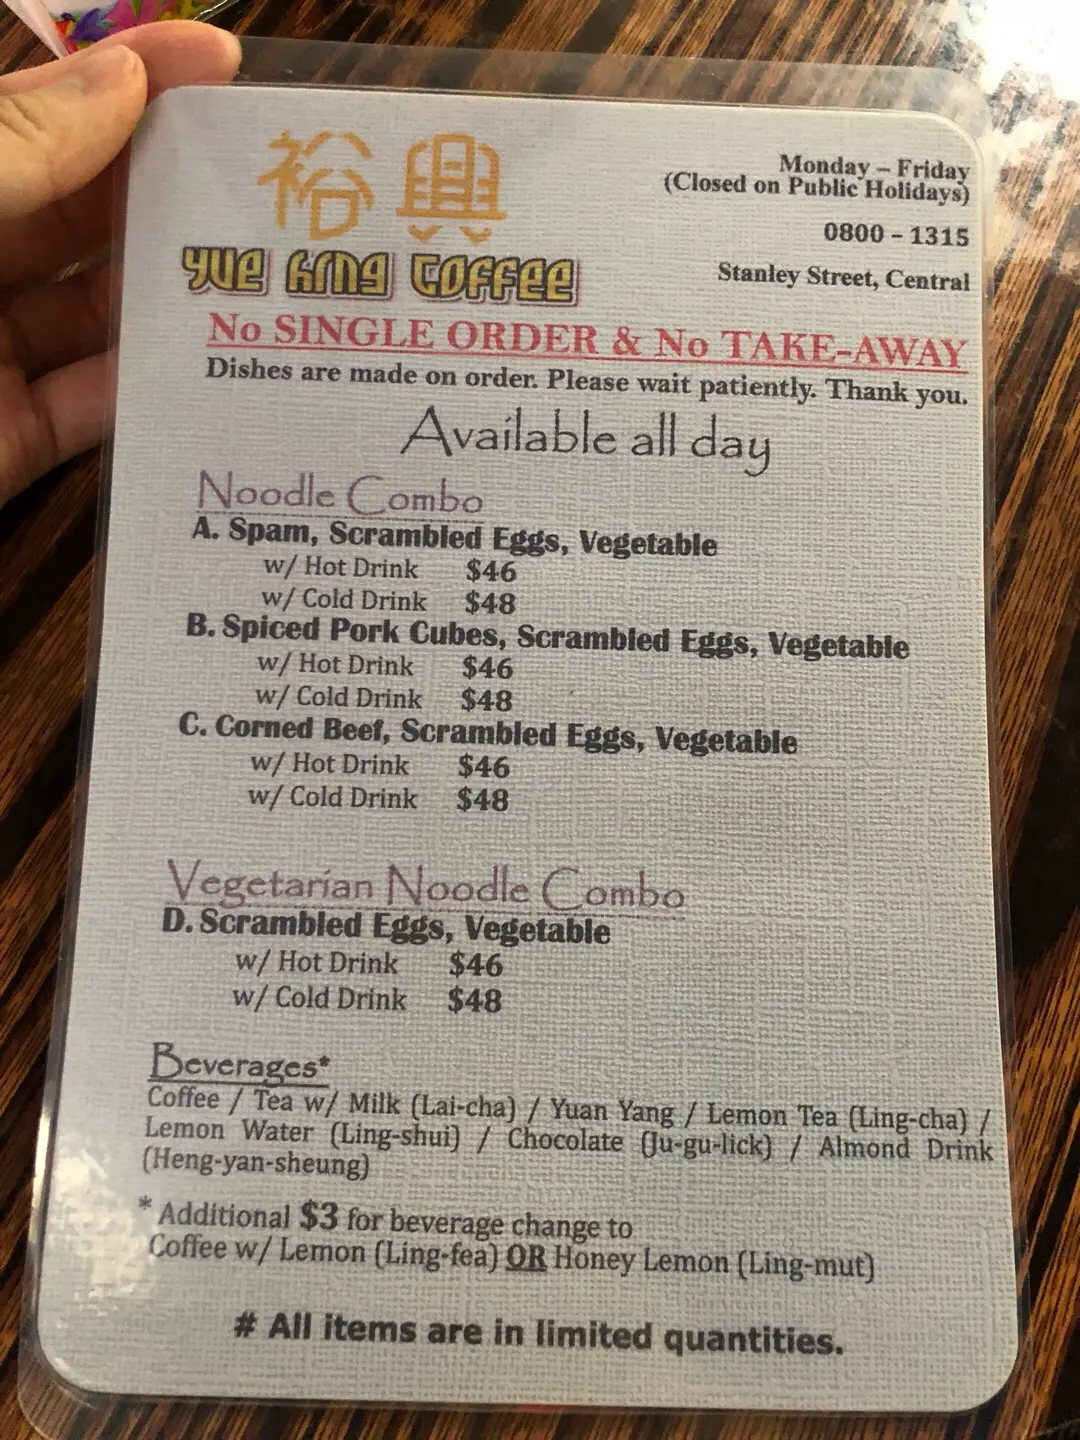 裕興
Yue Hing Coffee
Monday – Friday
(Closed on Public Holidays)
0800 – 1315
Stanley Street, Central
No SINGLE ORDER & No TAKE-AWAY
Dishes are made on order. Please wait patiently. Thank you.
Available all day
Noodle Combo
A. Spam, Scrambled Eggs, Vegetable
w/ Hot Drink $46
w/ Cold Drink $48
B. Spiced Pork Cubes, Scrambled Eggs, Vegetable
w/ Hot Drink $46
w/ Cold Drink $48
C. Corned Beef, Scrambled Eggs, Vegetable
w/ Hot Drink $46
w/ Cold Drink $48
Vegetarian Noodle Combo
D. Scrambled Eggs, Vegetable
w/ Hot Drink $46
w/ Cold Drink $48
Beverages*
Coffee / Tea w/ Milk (Lai-cha) / Yuan Yang / Lemon Tea (Ling-cha) /
Lemon Water (Ling-shui) / Chocolate (Ju-gu-lick) / Almond Drink
(Heng-yan-sheung)
* Additional $3 for beverage change to
Coffee w/ Lemon (Ling-fea) OR Honey Lemon (Ling-mut)
# All items are in limited quantities.